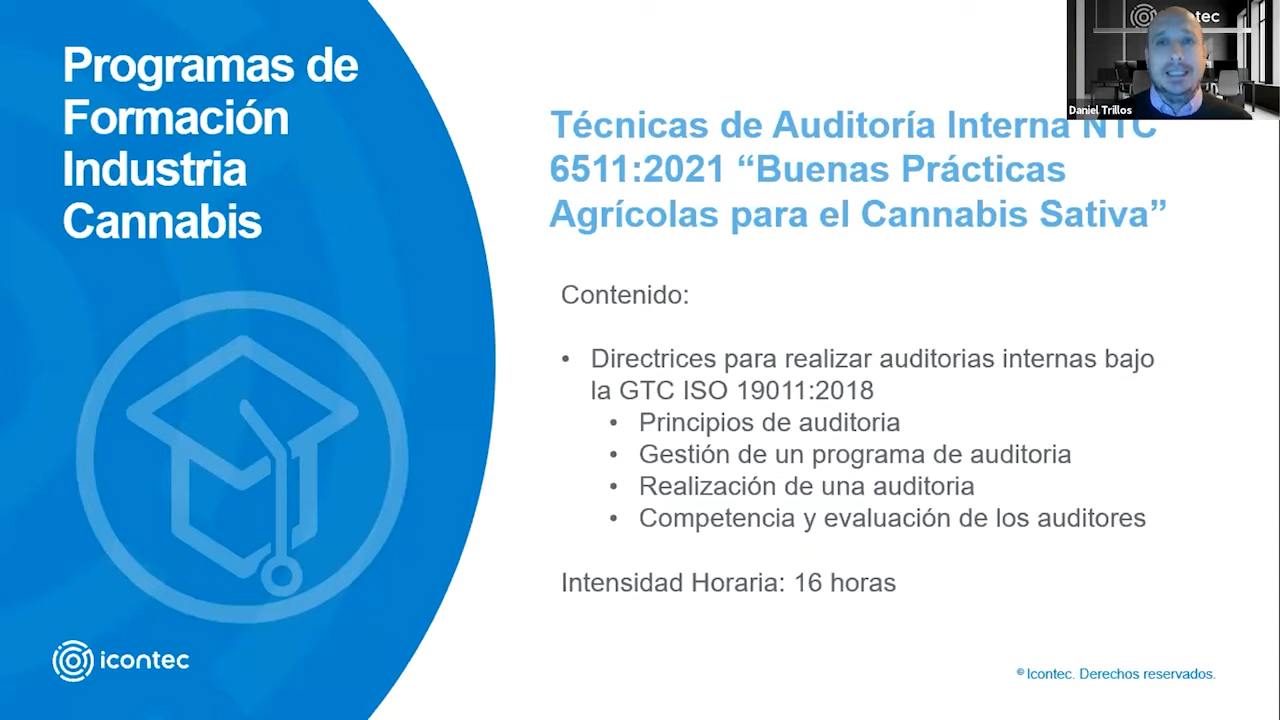 Programas de
Formación
Industria
Cannabis
icontec
icontec
Daniel Trillos
Técnicas de Auditoría Interna NTC
6511:2021 “Buenas Prácticas
Agrícolas para el Cannabis Sativa”
Contenido:
• Directrices para realizar auditorias internas bajo
la GTC ISO 19011:2018
• Principios de auditoria
• Gestión de un programa de auditoria
• Realización de una auditoria
• Competencia y evaluación de los auditores
Intensidad Horaria: 16 horas
© Icontec. Derechos reservados.